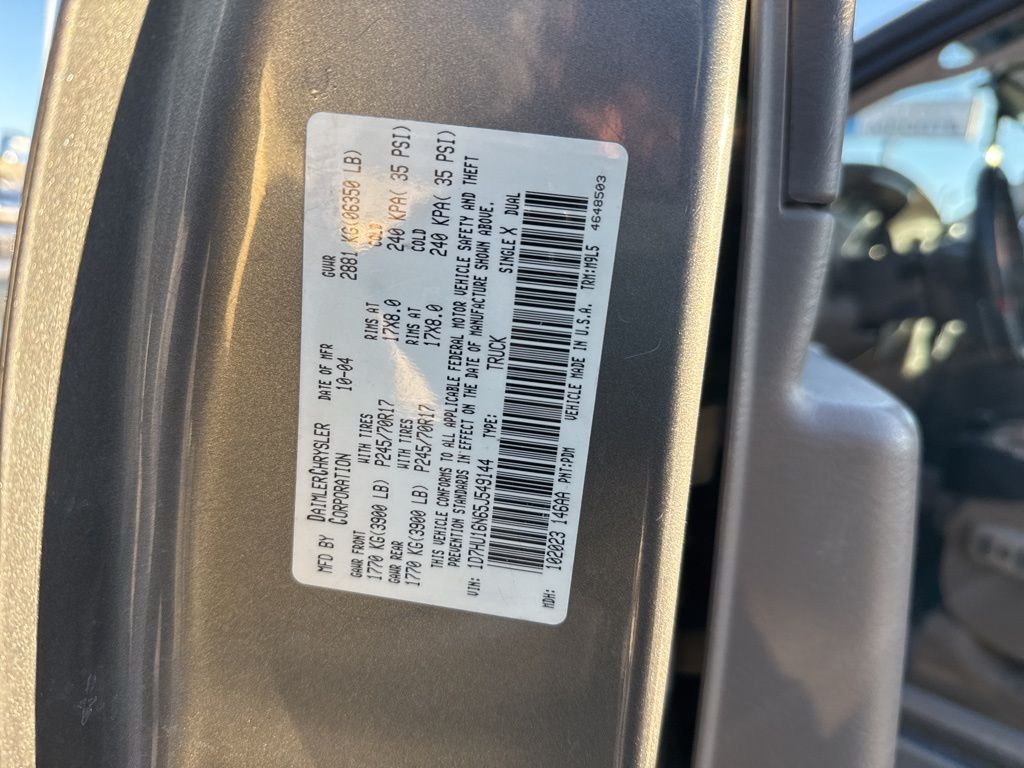 MFD BY DAIMLERCHRYSLER CORPORATION DATE OF MFR 10-04 GVWR 2881 KG(06350 LB)
GAWR FRONT WITH TIRES RIMS AT COLD
1770 KG(3900 LB) P245/70R17 17X8.0 240 KPA( 35 PSI)
GAWR REAR WITH TIRES RIMS AT COLD
1770 KG(3900 LB) P245/70R17 17X8.0 240 KPA( 35 PSI)
THIS VEHICLE CONFORMS TO ALL APPLICABLE FEDERAL MOTOR VEHICLE SAFETY AND THEFT
PREVENTION STANDARDS IN EFFECT ON THE DATE OF MANUFACTURE SHOWN ABOVE.
VIN: 1D7HU16N65J549144 TYPE: TRUCK SINGLE X DUAL
MDH: 102023 146AA PNT:PDM VEHICLE MADE IN U.S.A. TRM:M9L5 4648503